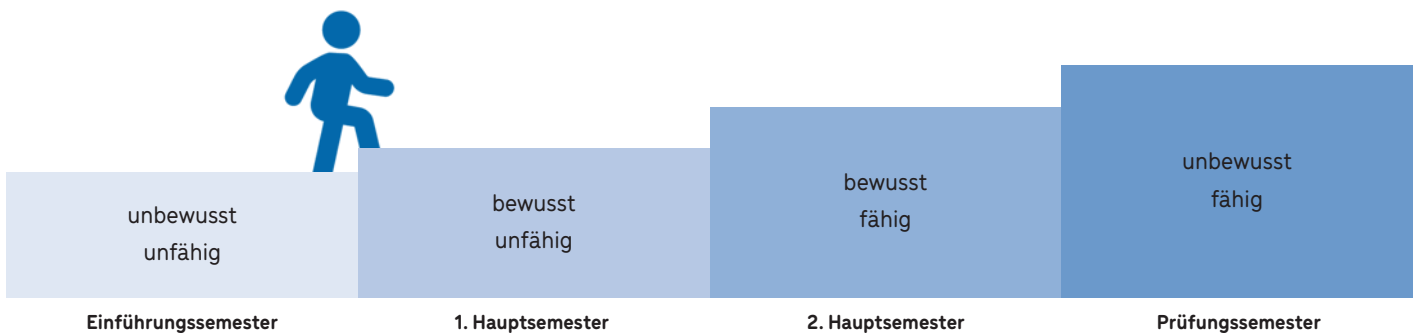 unbewusst
unfähig
bewusst
unfähig
bewusst
fähig
unbewusst
fähig
Einführungssemester
1. Hauptsemester
2. Hauptsemester
Prüfungssemester